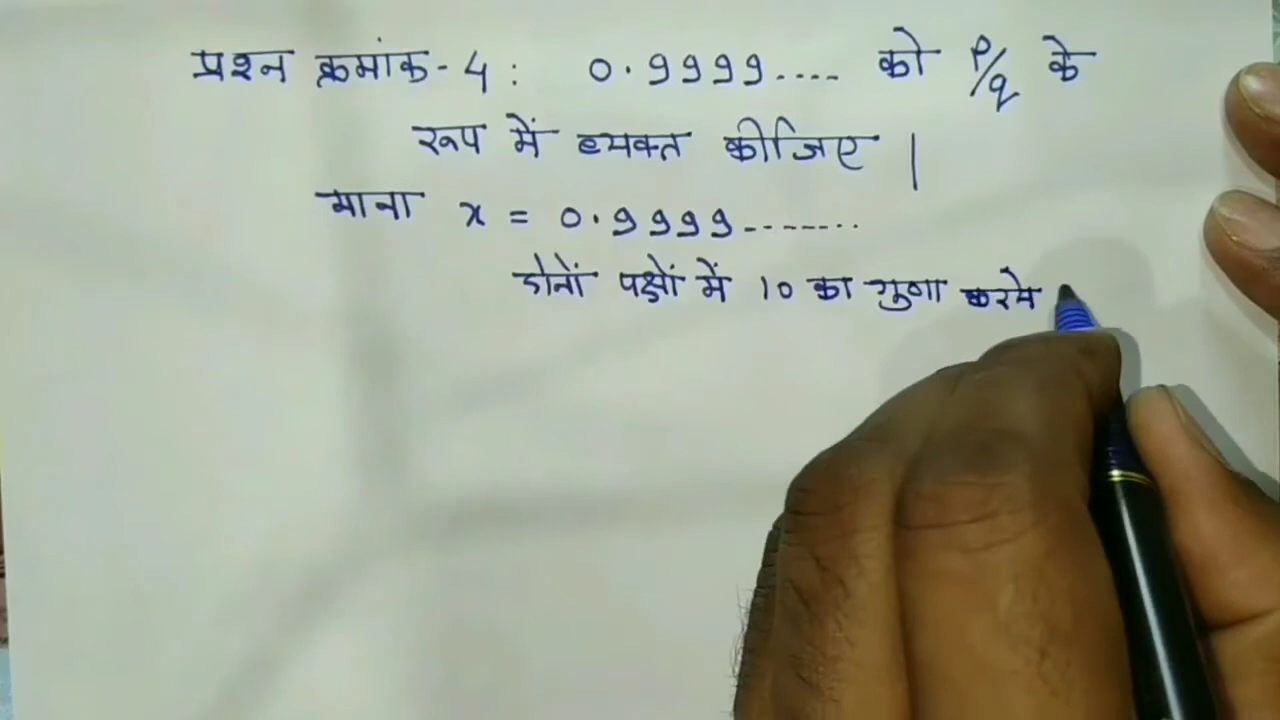 प्रश्न क्रमांक-4: 0.9999.... को P/q के
रूप में व्यक्त कीजिए |
माना x = 0.9999.......
दोनों पक्षों में 10 का गुणा करने